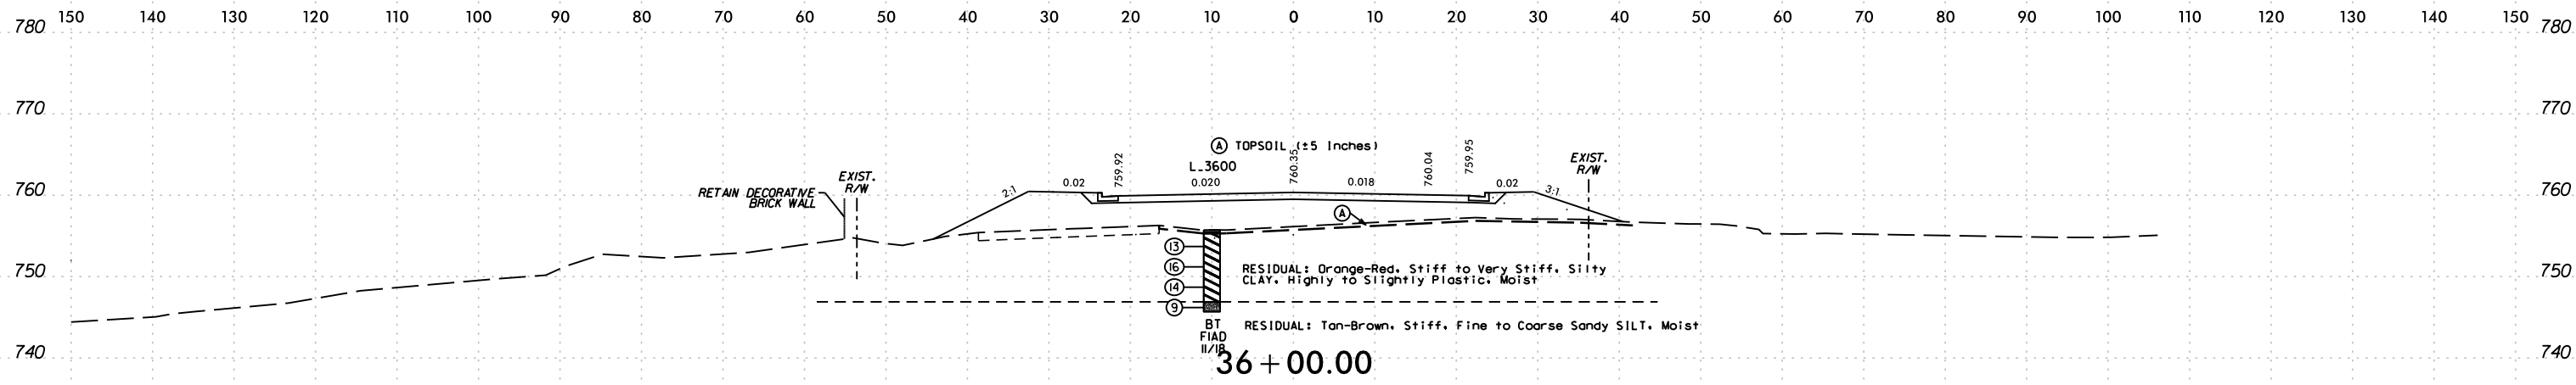 150 140 130 120 110 100 90 80 70 60 50 40 30 20 10 0 10 20 30 40 50 60 70 80 90 100 110 120 130 140 150
780 780
770 770
A TOPSOIL (±5 Inches)
L_3600
759.92
760.35
760.04
759.95
EXIST.
R/W
EXIST.
R/W
760 760
2:1 0.02 0.020 0.018 0.02 3:1
RETAIN DECORATIVE
BRICK WALL
A
13
16
14
9
750 750
RESIDUAL: Orange-Red, Stiff to Very Stiff, Silty
CLAY, Highly to Slightly Plastic, Moist
RESIDUAL: Tan-Brown, Stiff, Fine to Coarse Sandy SILT, Moist
BT
FIAD
11/18
740 740
36+00.00